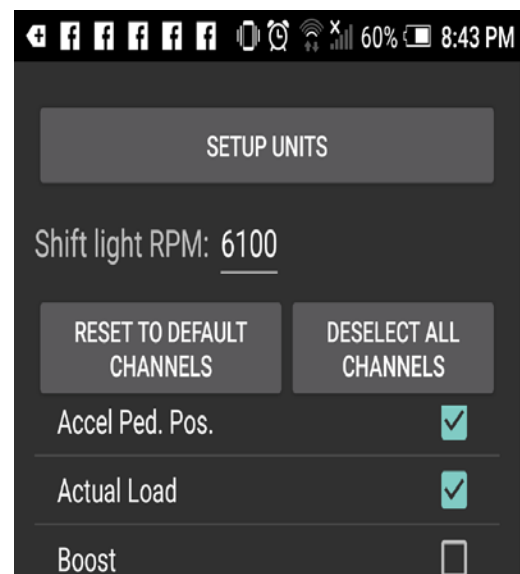 60% 8:43 PM
SETUP UNITS
Shift light RPM: 6100
RESET TO DEFAULT
CHANNELS
DESELECT ALL
CHANNELS
Accel Ped. Pos.
Actual Load
Boost